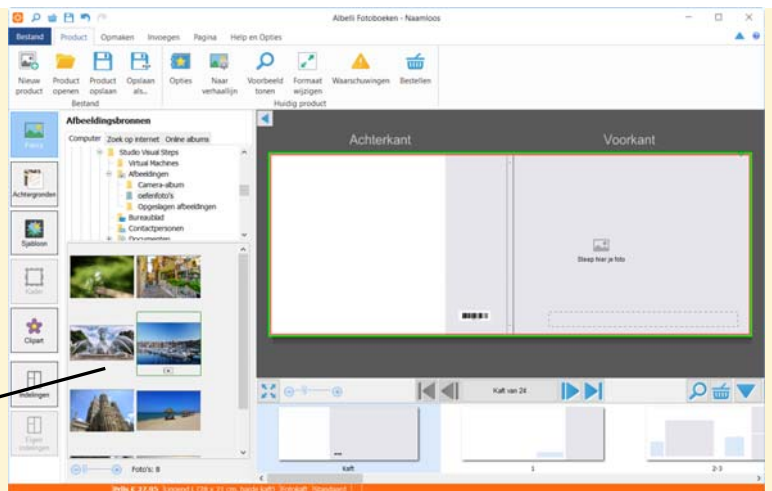 Albelli Fotoboeken - Naamloos
Bestand Product Opmaken Invoegen Pagina Help en Opties
Nieuw product
Product openen
Product opslaan
Opslaan als...
Opties
Naar verhaallijn
Voorbeeld tonen
Formaat wijzigen
Waarschuwingen
Bestellen
Bestand
Huidig product
Afbeeldingsbronnen
Computer Zoek op internet Online albums
Studio Visual Steps
Virtual Machines
Afbeeldingen
Camera-album
oefenfoto's
Opgeslagen afbeeldingen
Bureaublad
Contactpersonen
Documenten
Foto's
Achtergronden
Sjabloon
Kader
Clipart
Indelingen
Eigen indelingen
Foto's: 8
Achterkant
Voorkant
Sleep hier je foto
Kaft van 24
Kaft
1
2-3